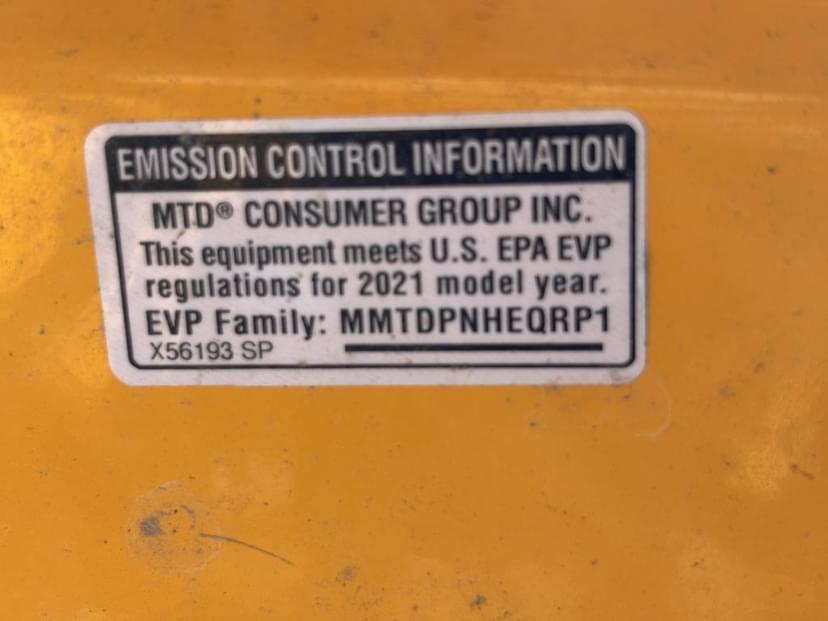 EMISSION CONTROL INFORMATION
MTD® CONSUMER GROUP INC.
This equipment meets U.S. EPA EVP
regulations for 2021 model year.
EVP Family: MMTDPNHEQRP1
X56193 SP